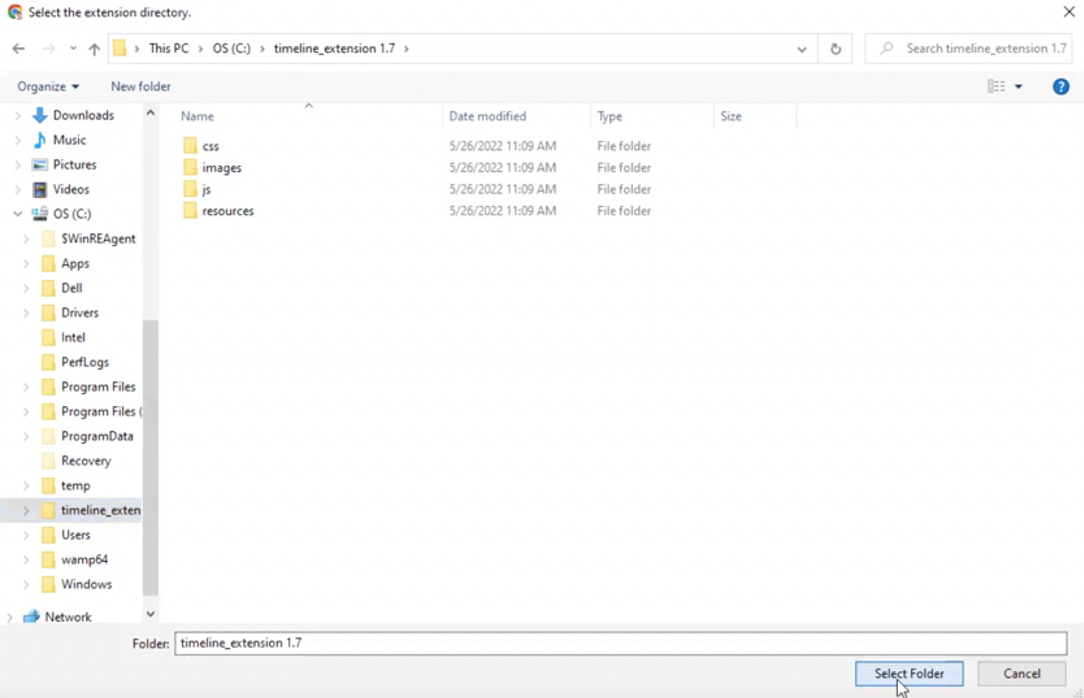 Select the extension directory.
This PC > OS (C:) > timeline_extension 1.7 >
Search timeline_extension 1.7
Organize New folder
?
Downloads
Music
Pictures
Videos
OS (C:)
$WinREAgent
Apps
Dell
Drivers
Intel
PerfLogs
Program Files
Program Files (
ProgramData
Recovery
temp
timeline_exten
Users
wamp64
Windows
Network
Name Date modified Type Size
css 5/26/2022 11:09 AM File folder
images 5/26/2022 11:09 AM File folder
js 5/26/2022 11:09 AM File folder
resources 5/26/2022 11:09 AM File folder
Folder: timeline_extension 1.7
Select Folder Cancel